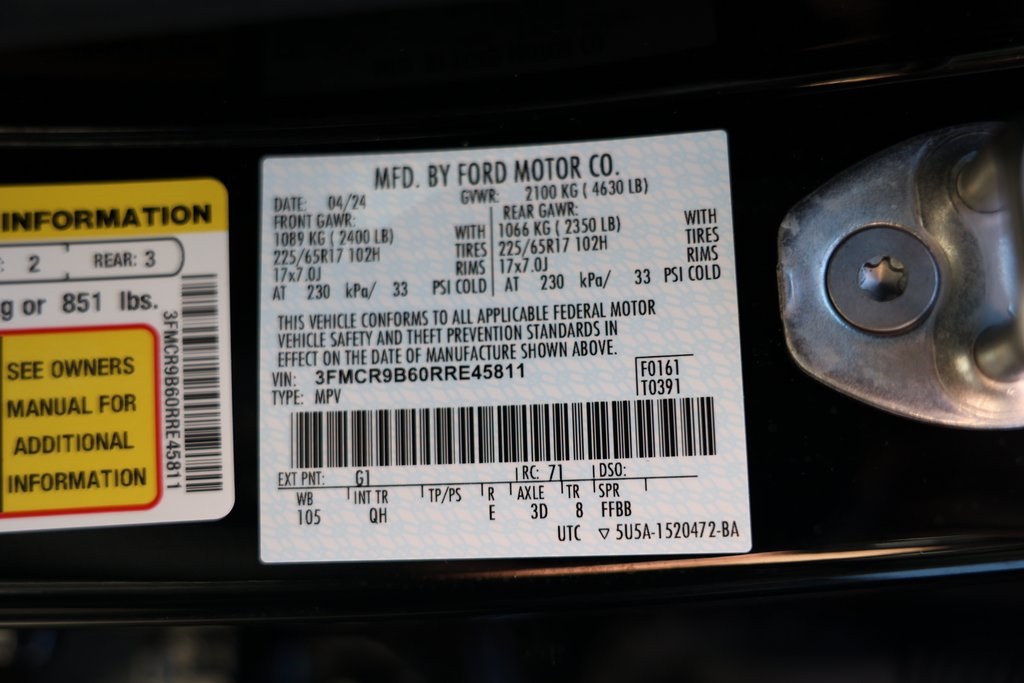 INFORMATION
: 2 REAR: 3
g or 851 lbs.
SEE OWNERS
MANUAL FOR
ADDITIONAL
INFORMATION
3FMCR9B60RRE45811
MFD. BY FORD MOTOR CO.
DATE: 04/24 GVWR: 2100 KG ( 4630 LB)
FRONT GAWR: REAR GAWR:
1089 KG ( 2400 LB) WITH 1066 KG ( 2350 LB) WITH
225/65R17 102H TIRES 225/65R17 102H TIRES
17x7.0J RIMS 17x7.0J RIMS
AT 230 kPa/ 33 PSI COLD AT 230 kPa/ 33 PSI COLD
THIS VEHICLE CONFORMS TO ALL APPLICABLE FEDERAL MOTOR
VEHICLE SAFETY AND THEFT PREVENTION STANDARDS IN
EFFECT ON THE DATE OF MANUFACTURE SHOWN ABOVE.
VIN: 3FMCR9B60RRE45811 F0161
TYPE: MPV T0391
EXT PNT: G1 RC: 71 DSO:
WB INT TR TP/PS R AXLE TR SPR
105 QH E 3D 8 FFBB
UTC ▽ 5U5A-1520472-BA